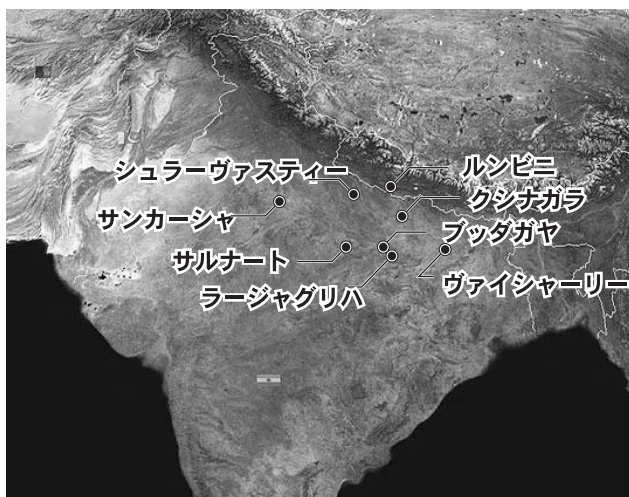 シュラーヴァスティー
ルンビニ
クシナガラ
サンカーシャ
ブッダガヤ
サルナート
ヴァイシャーリー
ラージャグリハ